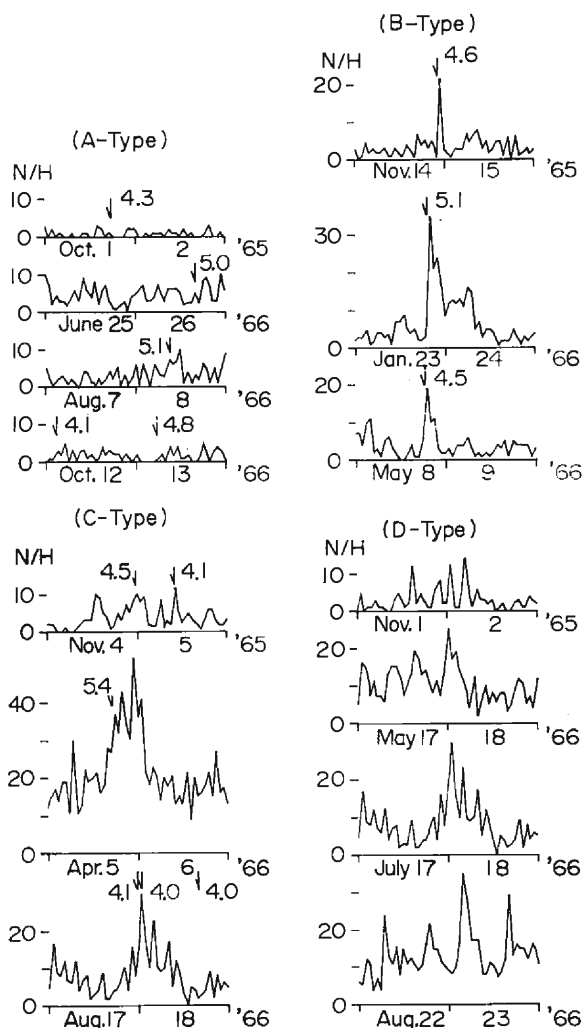 (A-Type)
N/H
10
0
4.3
Oct. 1 2 '65
10
0
5.0
June 25 26 '66
10
0
5.1
Aug. 7 8 '66
10
0
4.1 4.8
Oct. 12 13 '66
(B-Type)
N/H
4.6
20
0
Nov. 14 15 '65
5.1
30
0
Jan. 23 24 '66
4.5
20
0
May 8 9 '66
(C-Type)
N/H
4.5 4.1
10
0
Nov. 4 5 '65
5.4
40
20
0
Apr. 5 6 '66
4.1 4.0 4.0
20
0
Aug. 17 18 '66
(D-Type)
N/H
10
0
Nov. 1 2 '65
20
0
May 17 18 '66
20
0
July 17 18 '66
20
0
Aug. 22 23 '66